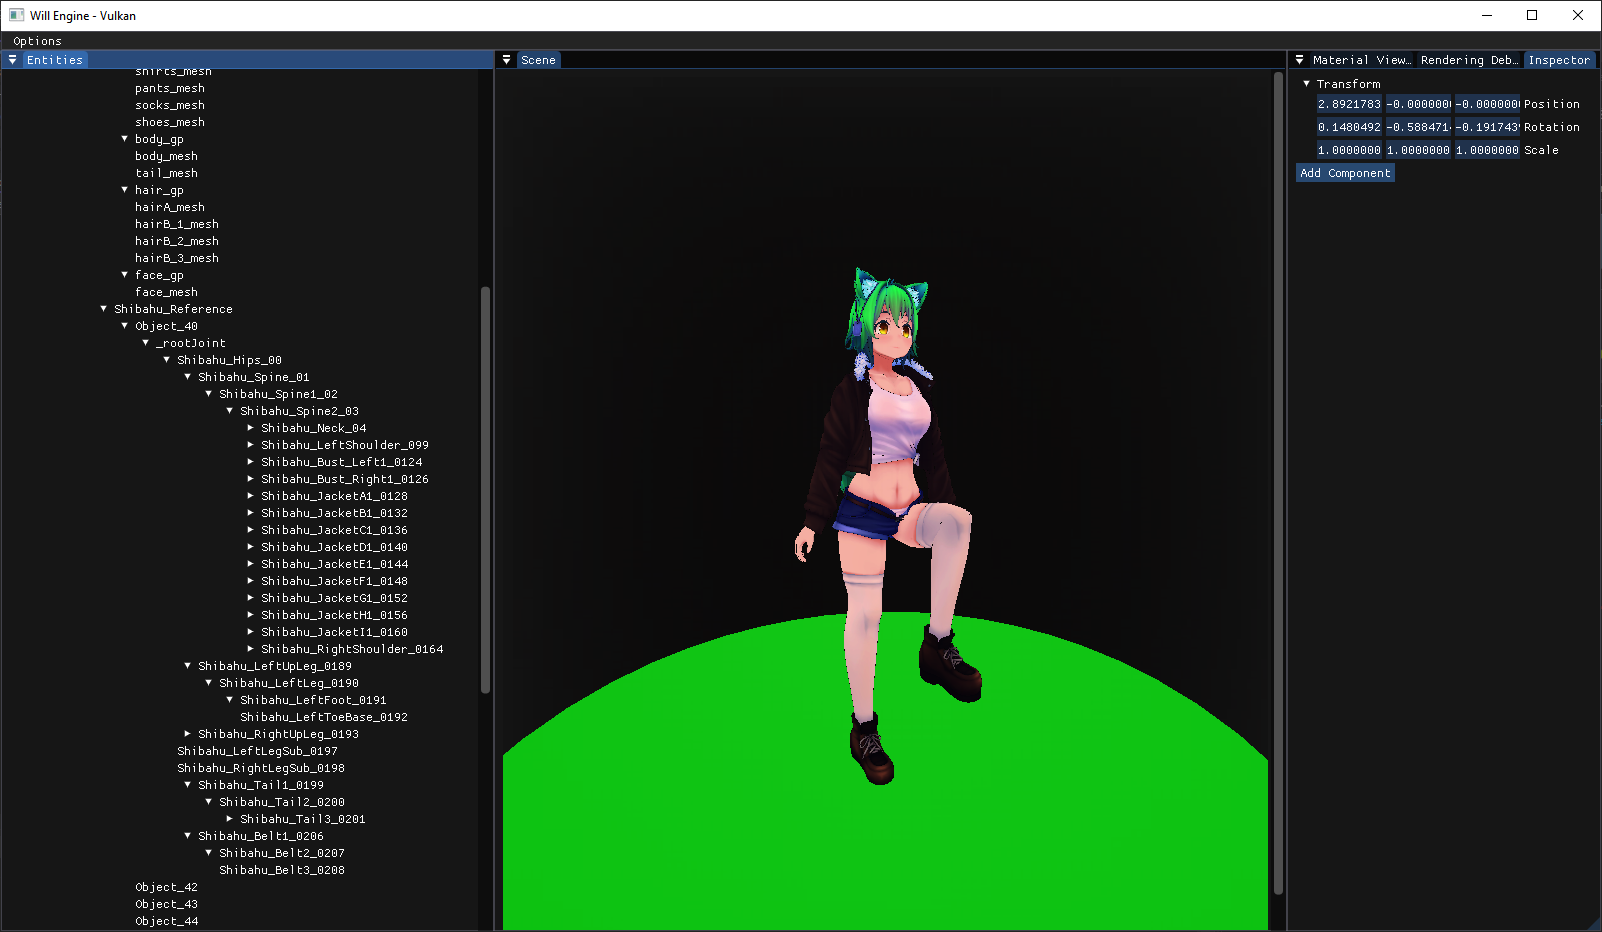 Will Engine - Vulkan
Options
Entities
shirts_mesh
pants_mesh
socks_mesh
shoes_mesh
body_gp
body_mesh
tail_mesh
hair_gp
hairA_mesh
hairB_1_mesh
hairB_2_mesh
hairB_3_mesh
face_gp
face_mesh
Shibahu_Reference
Object_40
_rootJoint
Shibahu_Hips_00
Shibahu_Spine_01
Shibahu_Spine1_02
Shibahu_Spine2_03
Shibahu_Neck_04
Shibahu_LeftShoulder_099
Shibahu_Bust_Left1_0124
Shibahu_Bust_Right1_0126
Shibahu_JacketA1_0128
Shibahu_JacketB1_0132
Shibahu_JacketC1_0136
Shibahu_JacketD1_0140
Shibahu_JacketE1_0144
Shibahu_JacketF1_0148
Shibahu_JacketG1_0152
Shibahu_JacketH1_0156
Shibahu_JacketI1_0160
Shibahu_RightShoulder_0164
Shibahu_LeftUpLeg_0189
Shibahu_LeftLeg_0190
Shibahu_LeftFoot_0191
Shibahu_LeftToeBase_0192
Shibahu_RightUpLeg_0193
Shibahu_LeftLegSub_0197
Shibahu_RightLegSub_0198
Shibahu_Tail1_0199
Shibahu_Tail2_0200
Shibahu_Tail3_0201
Shibahu_Belt1_0206
Shibahu_Belt2_0207
Shibahu_Belt3_0208
Object_42
Object_43
Object_44
Scene
Material View… Rendering Deb… Inspector
Transform
2.8921783 -0.000000 -0.000000 Position
0.1480492 -0.588471 -0.191743 Rotation
1.0000000 1.0000000 1.0000000 Scale
Add Component